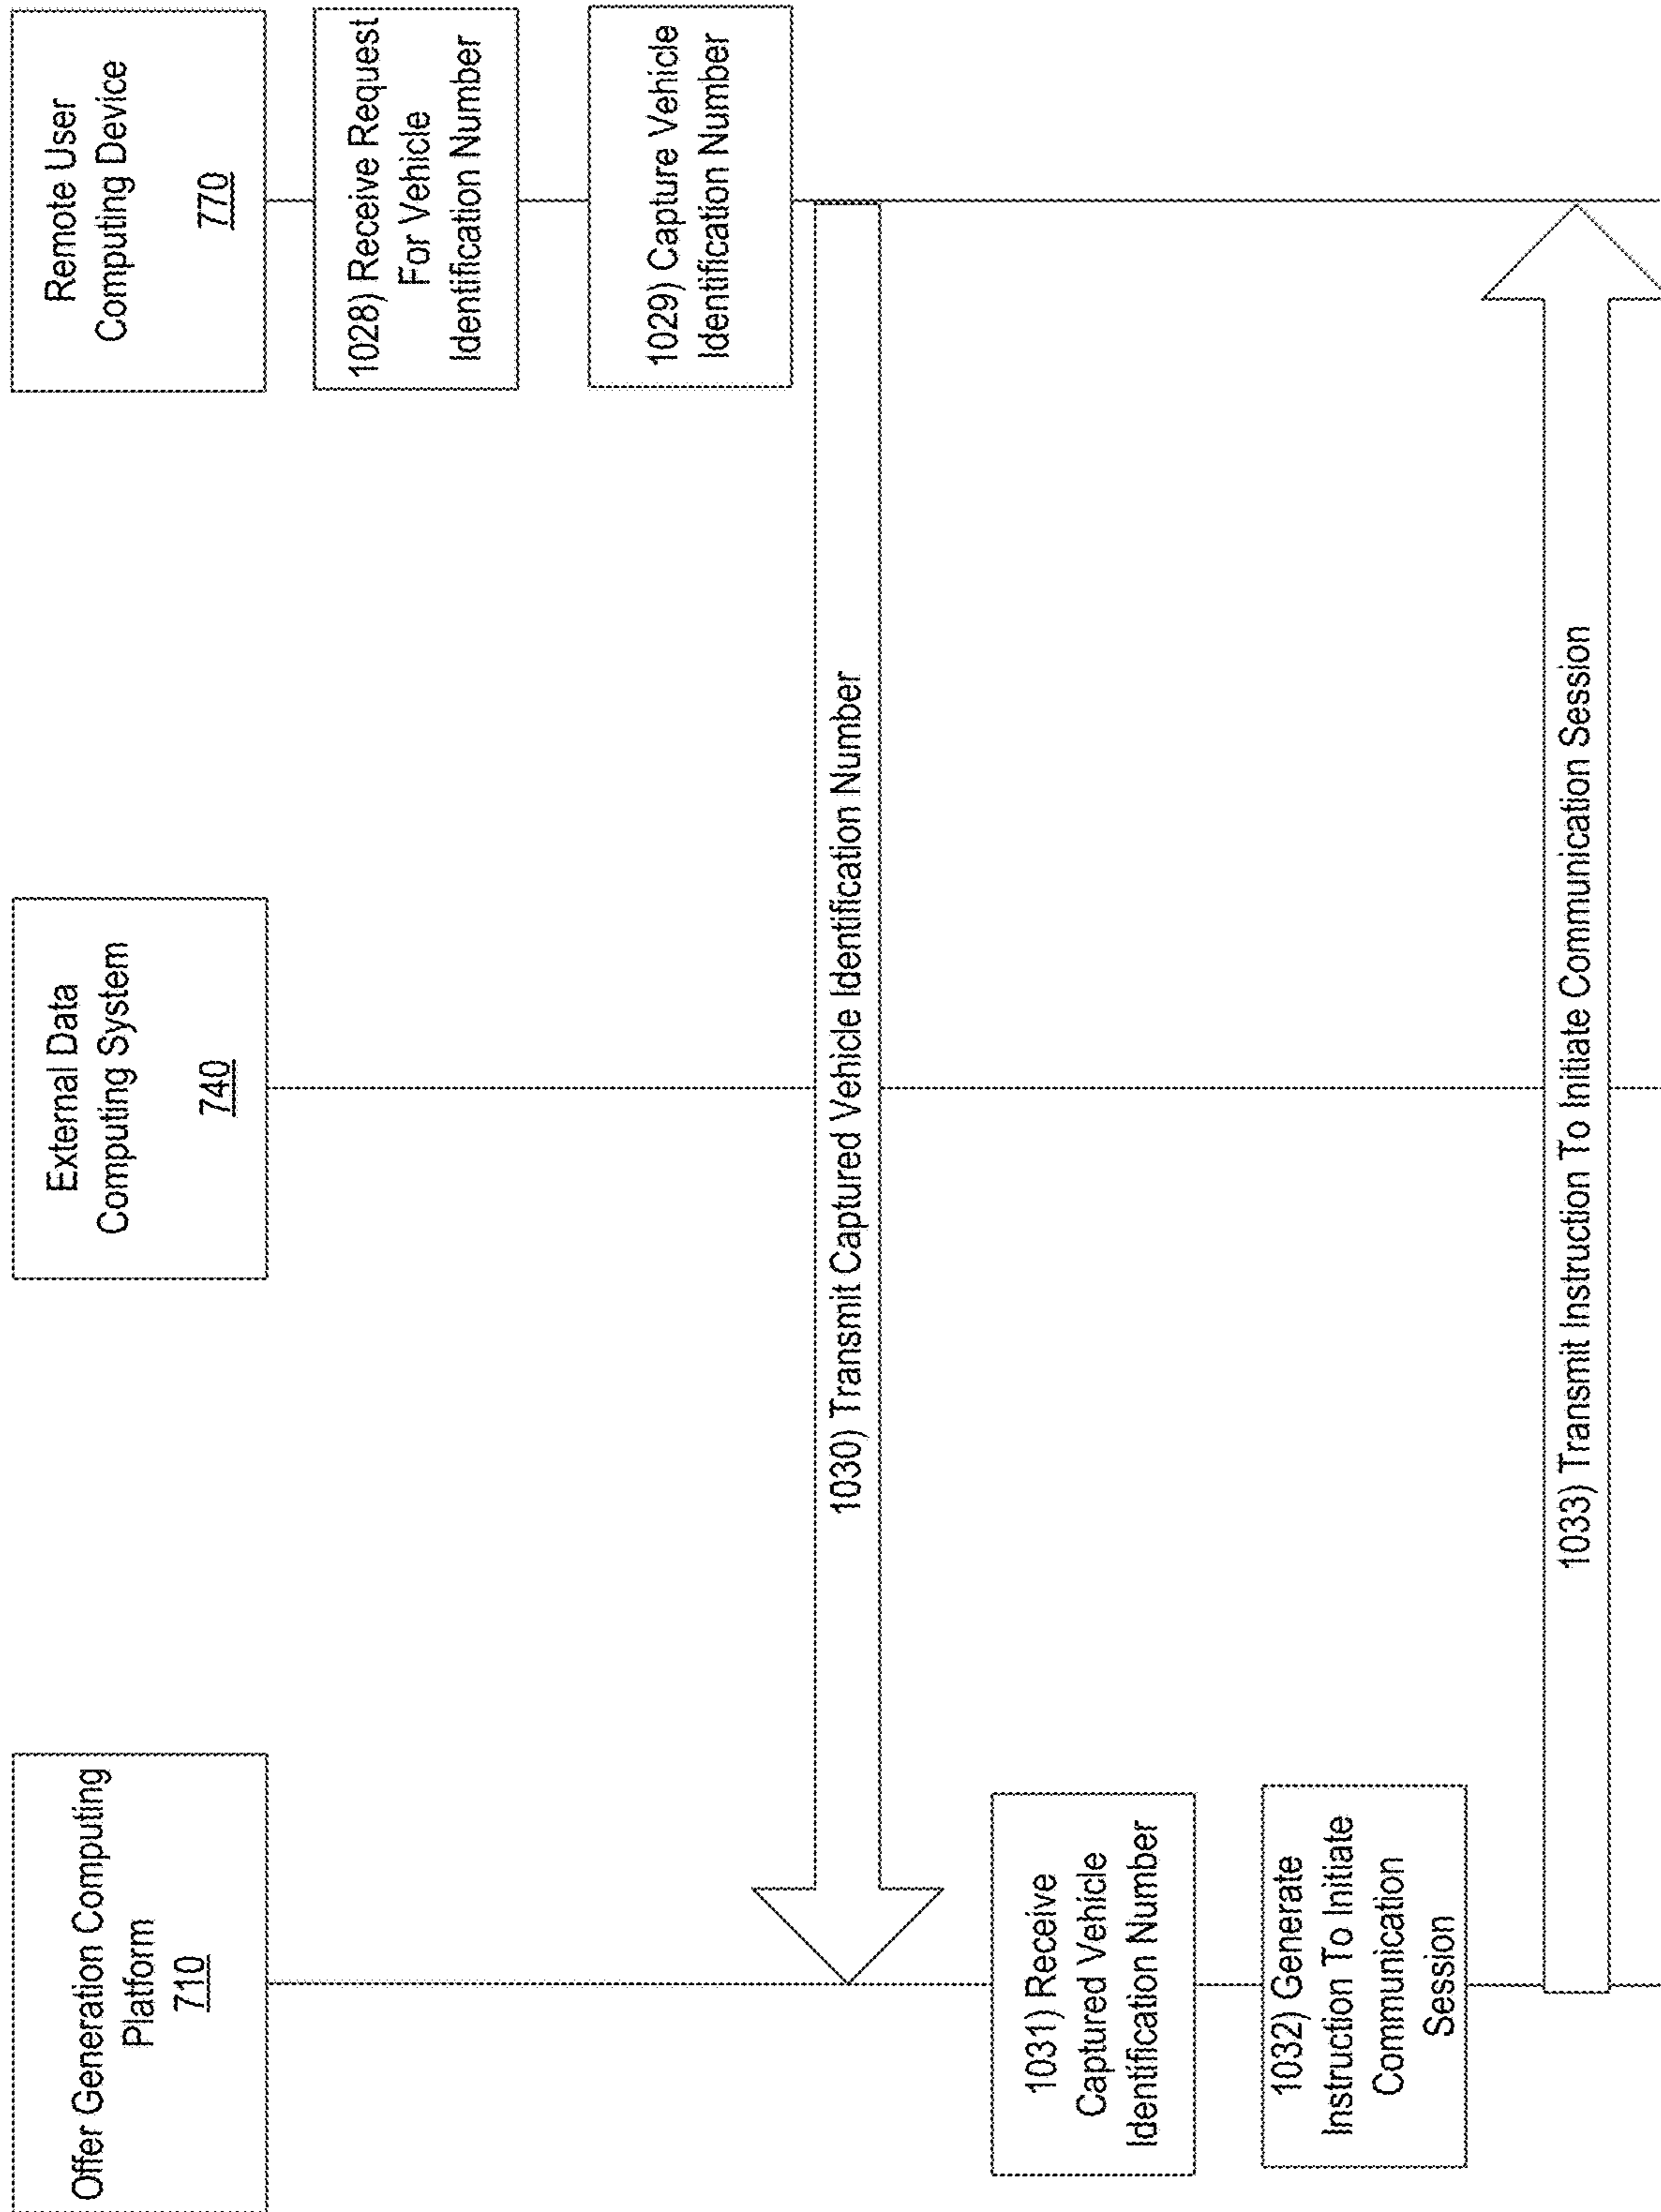 Offer Generation Computing
Platform
710
External Data
Computing System
740
Remote User
Computing Device
770
1028) Receive Request
For Vehicle
Identification Number
1029) Capture Vehicle
Identification Number
1030) Transmit Captured Vehicle Identification Number
1031) Receive
Captured Vehicle
Identification Number
1032) Generate
Instruction To Initiate
Communication
Session
1033) Transmit Instruction To Initiate Communication Session